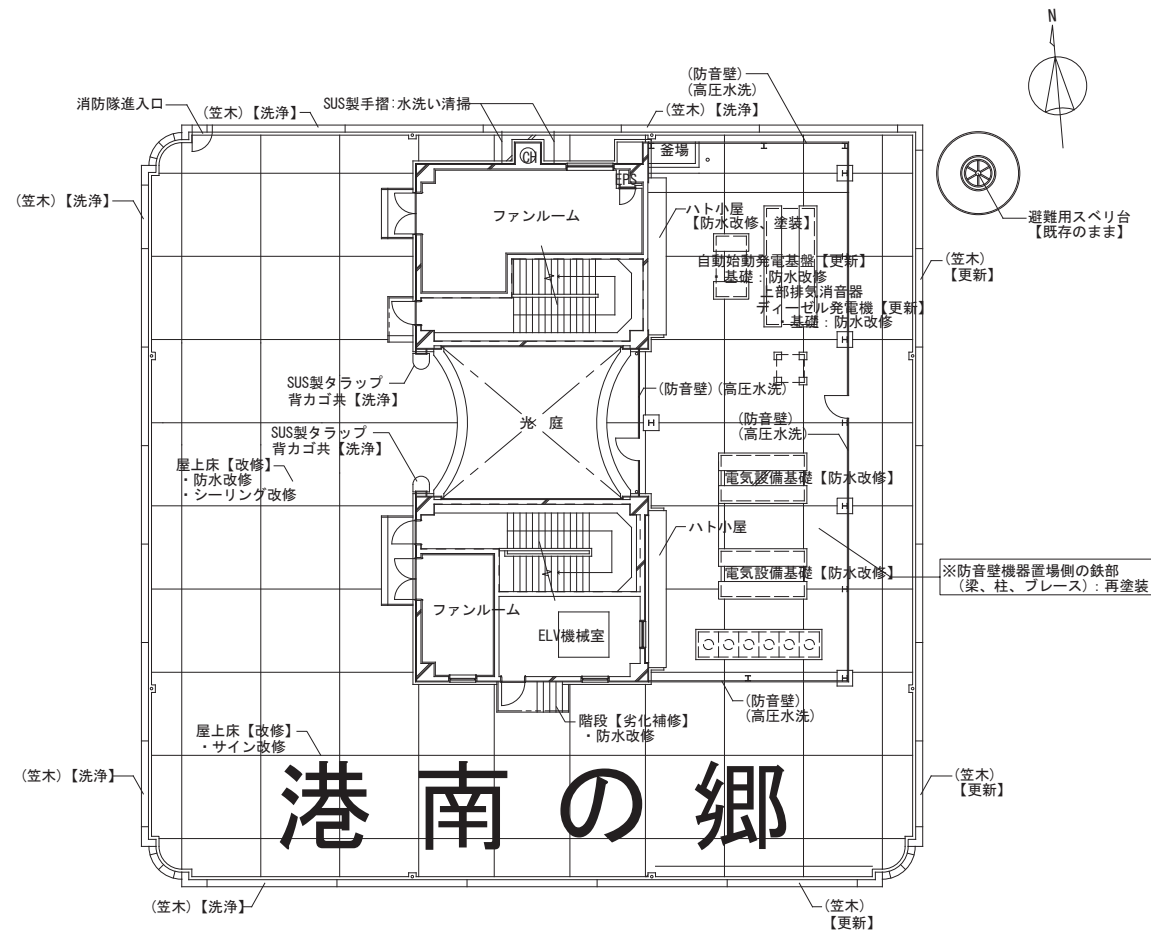 N
(防音壁)
(高圧水洗)
消防隊進入口
(笠木)【洗浄】
SUS製手摺:水洗い清掃
(笠木)【洗浄】
釜場
CH
EPS
(笠木)【洗浄】
ファンルーム
ハト小屋
【防水改修、塗装】
避難用スベリ台
【既存のまま】
自動始動発電基盤【更新】
・基礎:防水改修
上部排気消音器
ディーゼル発電機【更新】
・基礎:防水改修
(笠木)
【更新】
SUS製タラップ
背カゴ共【洗浄】
(防音壁)(高圧水洗)
光 庭
(防音壁)
(高圧水洗)
SUS製タラップ
背カゴ共【洗浄】
屋上床【改修】
・防水改修
・シーリング改修
電気設備基礎【防水改修】
ハト小屋
電気設備基礎【防水改修】
※防音壁機器置場側の鉄部
(梁、柱、ブレース):再塗装
ファンルーム
ELV機械室
(防音壁)
(高圧水洗)
階段【劣化補修】
・防水改修
屋上床【改修】
・サイン改修
(笠木)【洗浄】
(笠木)
【更新】
港南の郷
(笠木)【洗浄】
(笠木)
【更新】